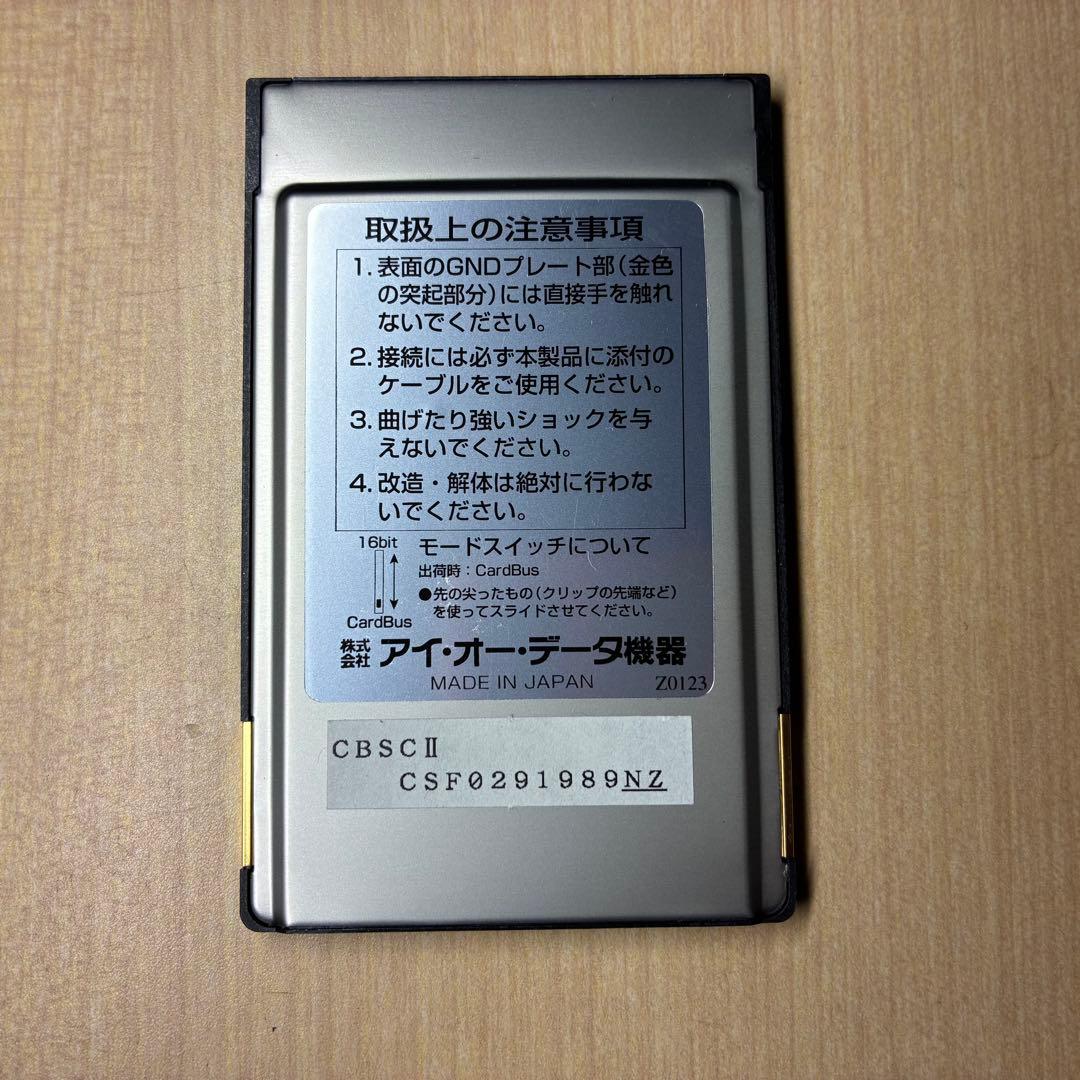 取扱上の注意事項
1. 表面のGNDプレート部(金色
の突起部分)には直接手を触れ
ないでください。
2. 接続には必ず本製品に添付の
ケーブルをご使用ください。
3. 曲げたり強いショックを与
えないでください。
4. 改造・解体は絶対に行わな
いでください。
16bit
CardBus
モードスイッチについて
出荷時：CardBus
●先の尖ったもの(クリップの先端など)
を使ってスライドさせてください。
株式会社 アイ・オー・データ機器
MADE IN JAPAN Z0123
CBSCⅡ
CSF0291989NZ